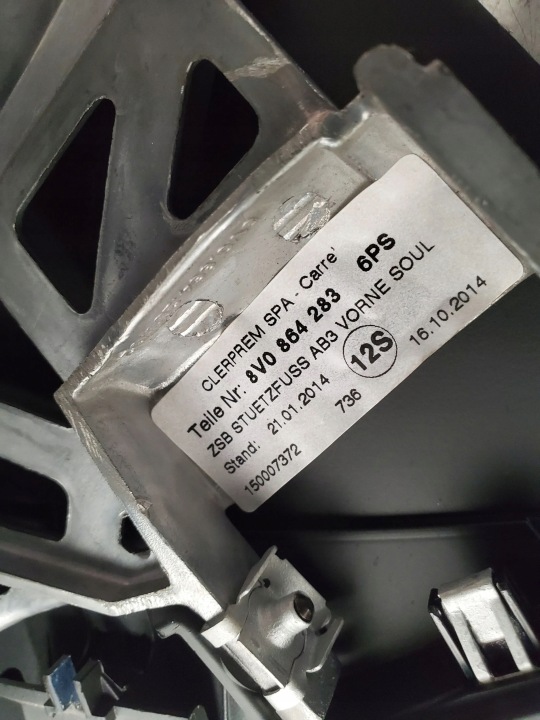 CLERPREM SPA - Carre'
Teile Nr: 8V0 864 283 6PS
ZSB STUETZFUSS AB3 VORNE SOUL
Stand: 21.01.2014 12S 16.10.2014
150007372 736